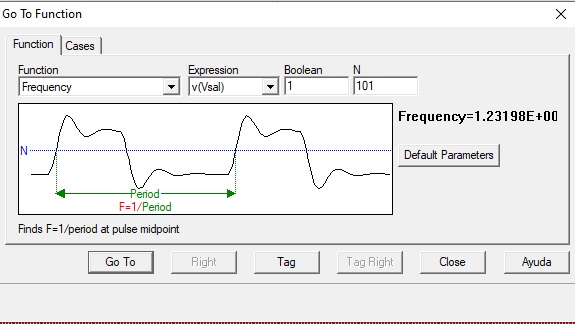 Go To Function
Function Cases
Function Expression Boolean N
Frequency v(Vsal) 1 101
Frequency=1.23198E+00
N
Period
F=1/Period
Default Parameters
Finds F=1/period at pulse midpoint
Go To Right Tag Tag Right Close Ayuda